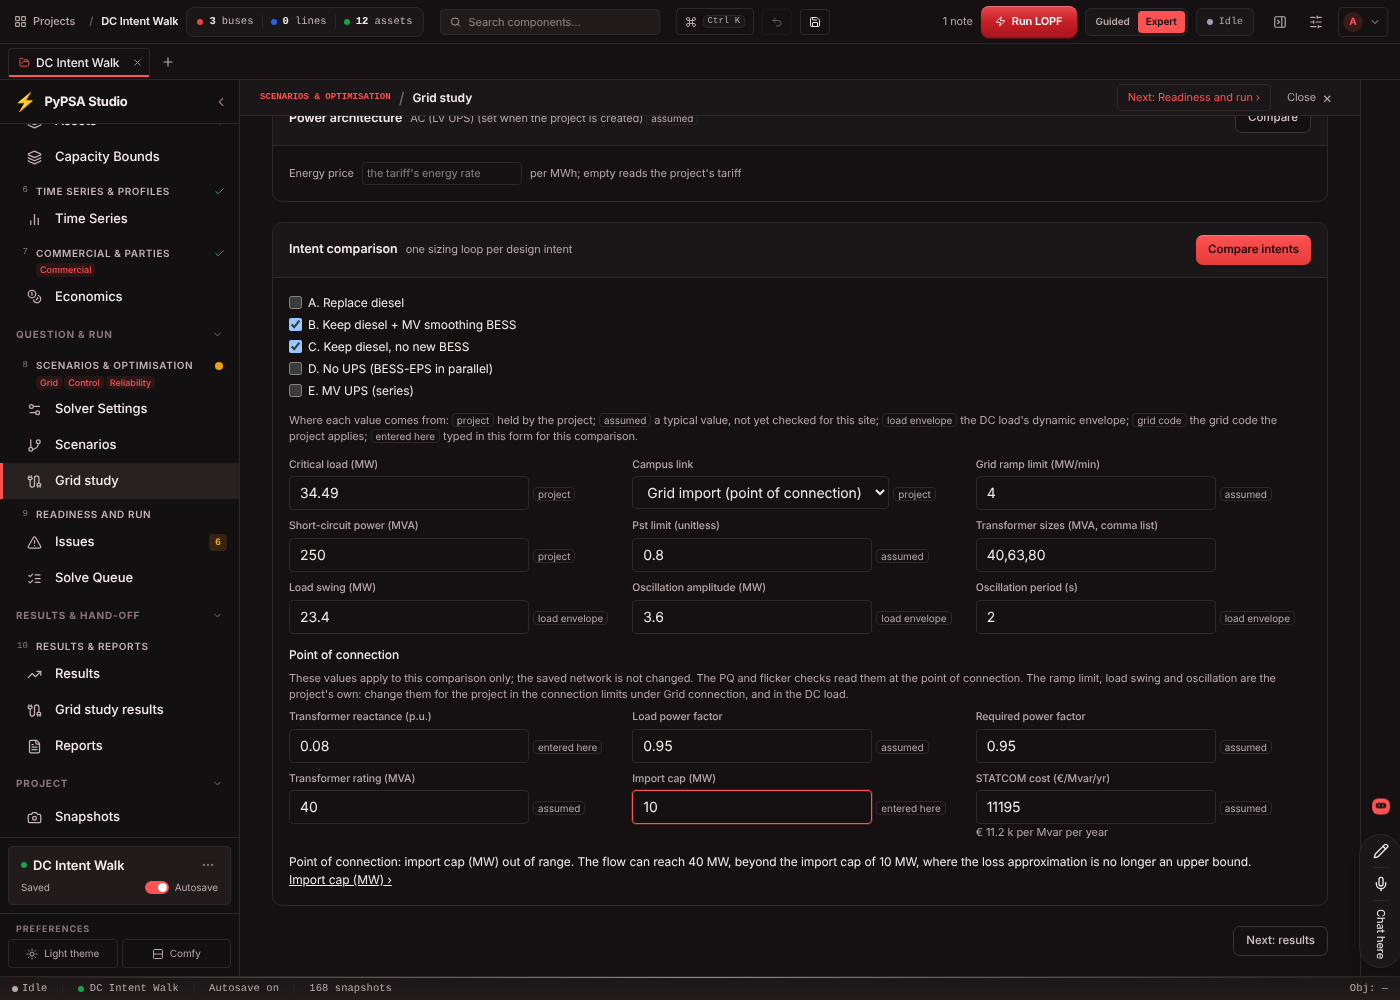 Projects / DC Intent Walk
3 buses 0 lines 12 assets
Search components...
⌘ Ctrl K
1 note
Run LOPF
Guided Expert
Idle
A
DC Intent Walk × +
PyPSA Studio
SCENARIOS & OPTIMISATION / Grid study
Next: Readiness and run ›
Close ×
Assets
Capacity Bounds
6 TIME SERIES & PROFILES
Time Series
7 COMMERCIAL & PARTIES
Commercial
Economics
QUESTION & RUN
8 SCENARIOS & OPTIMISATION
Grid Control Reliability
Solver Settings
Scenarios
Grid study
9 READINESS AND RUN
Issues 6
Solve Queue
RESULTS & HAND-OFF
10 RESULTS & REPORTS
Results
Grid study results
Reports
PROJECT
Snapshots
DC Intent Walk ...
Saved Autosave
PREFERENCES
Light theme Comfy
Power architecture AC (LV UPS) (set when the project is created) assumed
Compare
Energy price the tariff's energy rate per MWh; empty reads the project's tariff
Intent comparison one sizing loop per design intent
Compare intents
A. Replace diesel
B. Keep diesel + MV smoothing BESS
C. Keep diesel, no new BESS
D. No UPS (BESS-EPS in parallel)
E. MV UPS (series)
Where each value comes from: project held by the project; assumed a typical value, not yet checked for this site; load envelope the DC load's dynamic envelope; grid code the grid code the
project applies; entered here typed in this form for this comparison.
Critical load (MW) Campus link Grid ramp limit (MW/min)
34.49 project Grid import (point of connection) project 4 assumed
Short-circuit power (MVA) Pst limit (unitless) Transformer sizes (MVA, comma list)
250 project 0.8 assumed 40,63,80
Load swing (MW) Oscillation amplitude (MW) Oscillation period (s)
23.4 load envelope 3.6 load envelope 2 load envelope
Point of connection
These values apply to this comparison only; the saved network is not changed. The PQ and flicker checks read them at the point of connection. The ramp limit, load swing and oscillation are the
project's own: change them for the project in the connection limits under Grid connection, and in the DC load.
Transformer reactance (p.u.) Load power factor Required power factor
0.08 entered here 0.95 assumed 0.95 assumed
Transformer rating (MVA) Import cap (MW) STATCOM cost (€/Mvar/yr)
40 assumed 10 entered here 11195 assumed
€ 11.2 k per Mvar per year
Point of connection: import cap (MW) out of range. The flow can reach 40 MW, beyond the import cap of 10 MW, where the loss approximation is no longer an upper bound.
Import cap (MW) ›
Next: results
Chat here
Idle DC Intent Walk Autosave on 168 snapshots
Obj: —